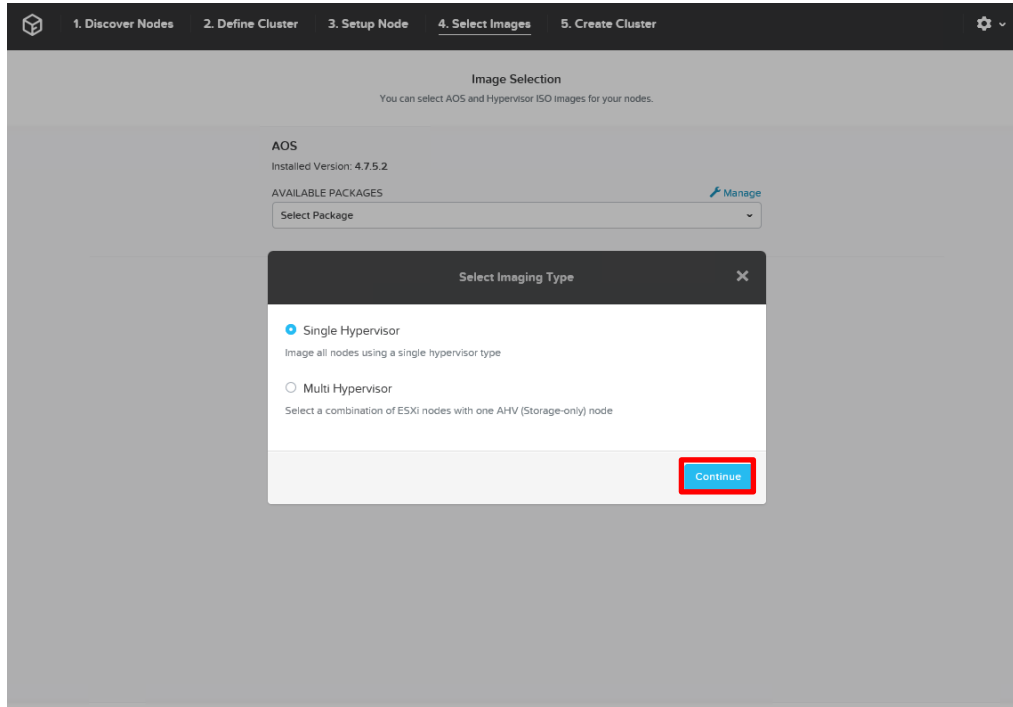 1. Discover Nodes 2. Define Cluster 3. Setup Node 4. Select Images 5. Create Cluster
Image Selection
You can select AOS and Hypervisor ISO images for your nodes.
AOS
Installed Version: 4.7.5.2
AVAILABLE PACKAGES Manage
Select Package
Select Imaging Type
Single Hypervisor
Image all nodes using a single hypervisor type
Multi Hypervisor
Select a combination of ESXi nodes with one AHV (Storage-only) node
Continue